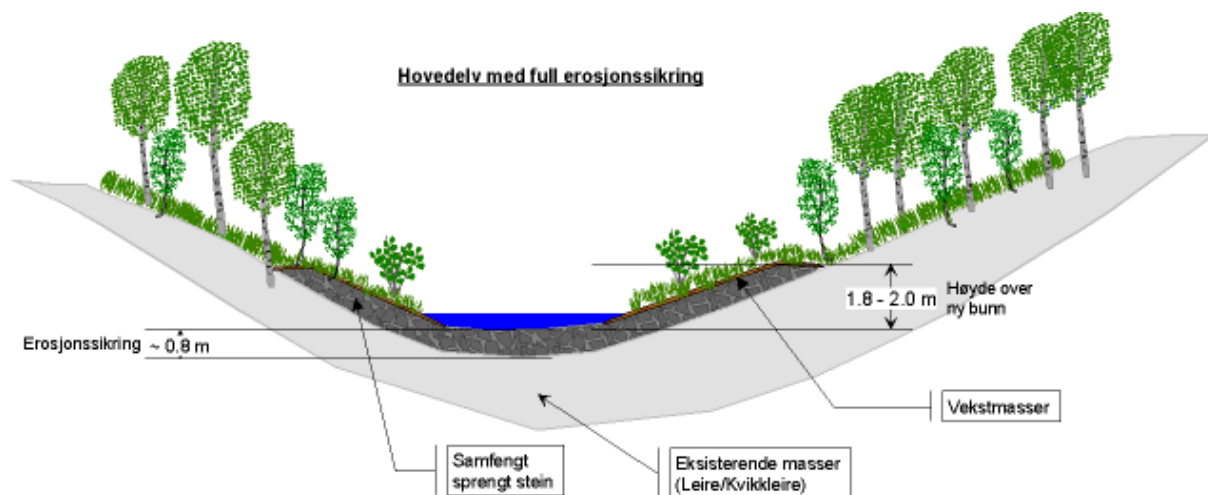 Hovedelv med full erosjonssikring
1.8 - 2.0 m
Høyde over
ny bunn
Erosjonssikring
~ 0,8 m
Vekstmasser
Samfengt
sprengt stein
Eksisterende masser
(Leire/Kvikkleire)